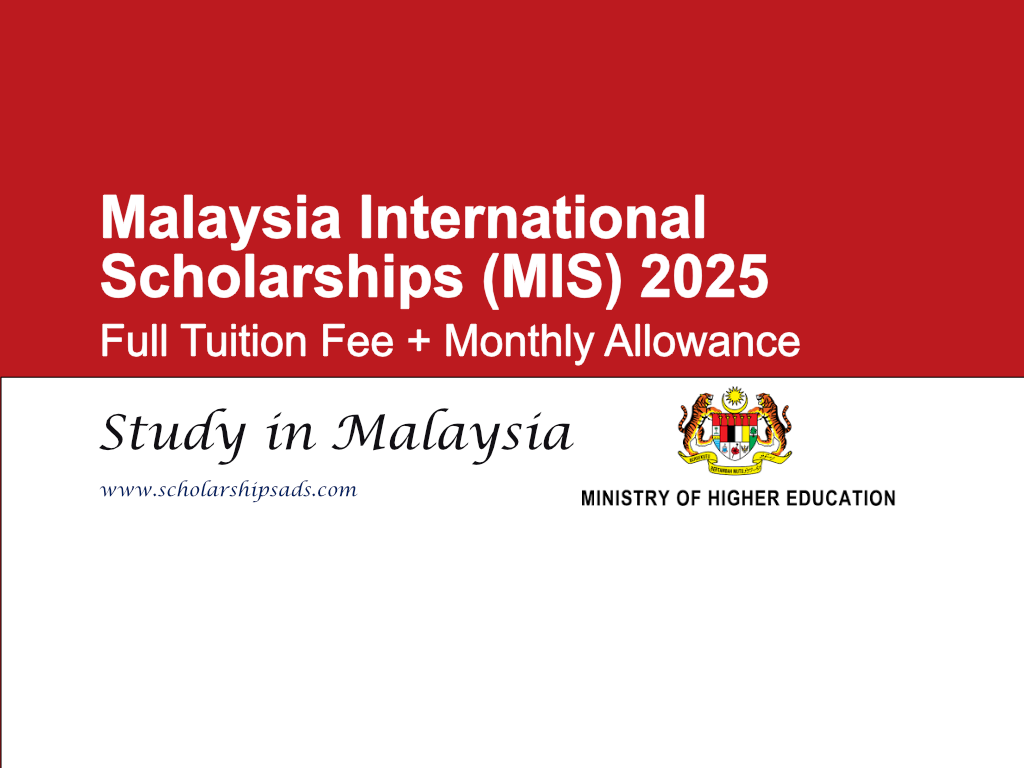 Malaysia International
Scholarships (MIS) 2025
Full Tuition Fee + Monthly Allowance
Study in Malaysia
www.scholarshipsads.com
MINISTRY OF HIGHER EDUCATION